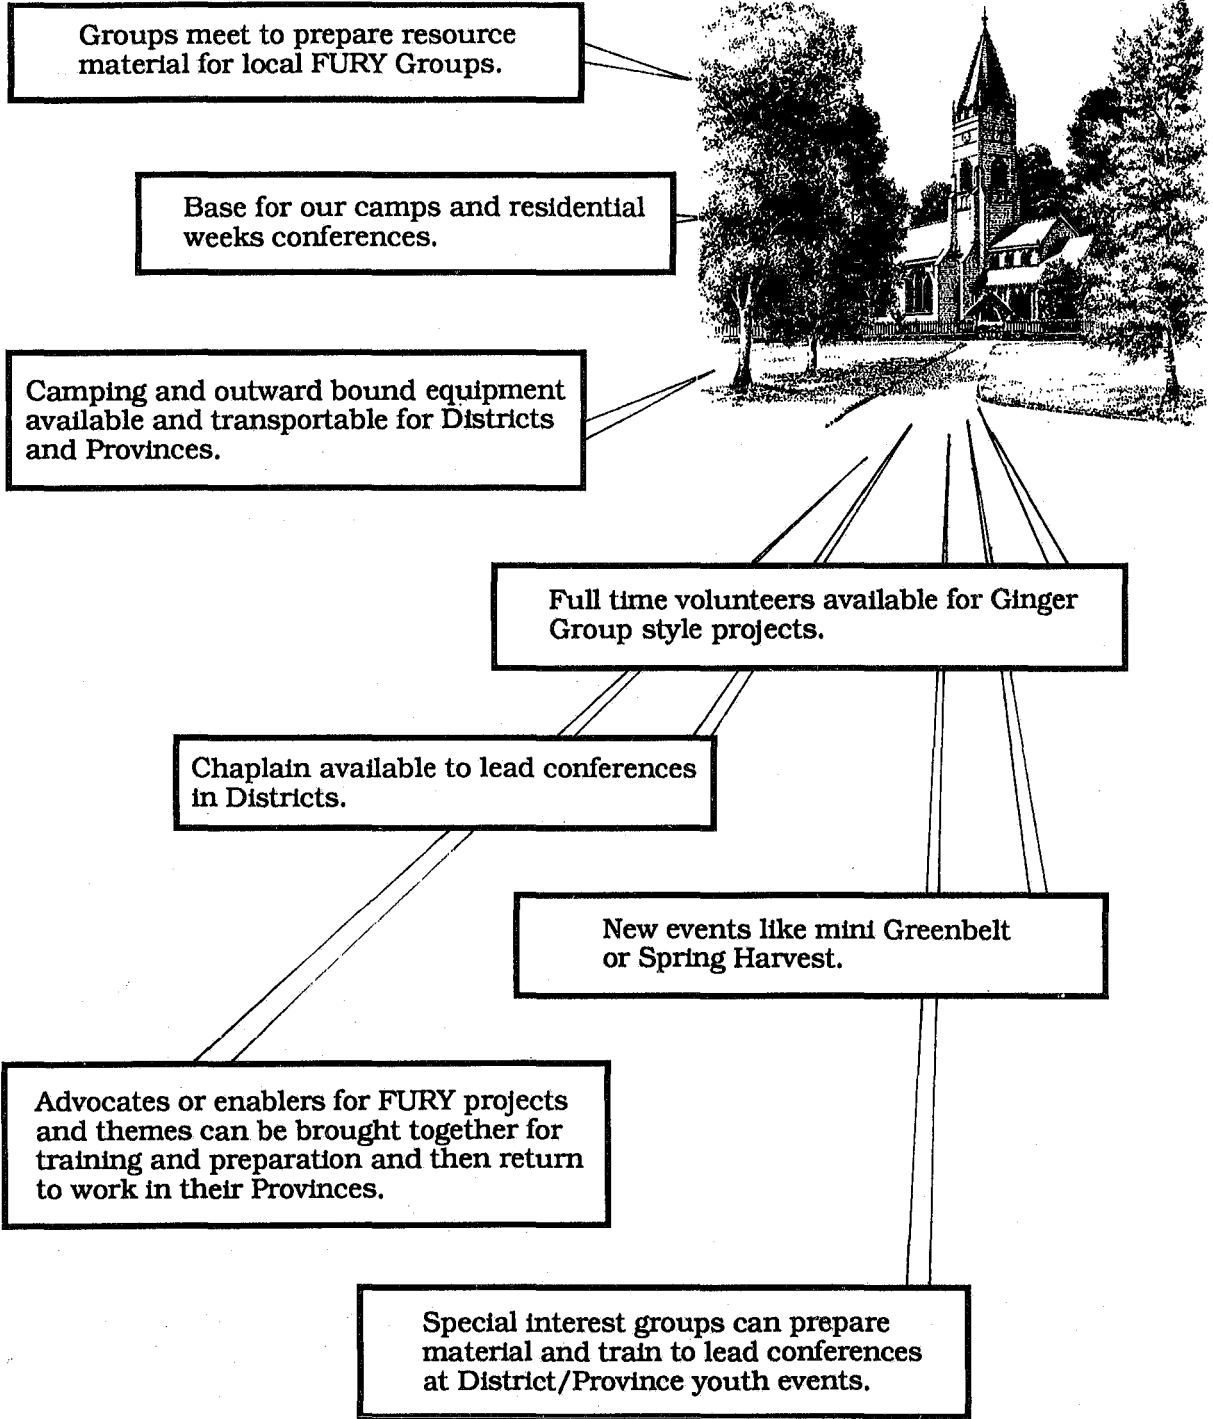 Groups meet to prepare resource
material for local FURY Groups.
Base for our camps and residential
weeks conferences.
Camping and outward bound equipment
available and transportable for Districts
and Provinces.
Full time volunteers available for Ginger
Group style projects.
Chaplain available to lead conferences
in Districts.
New events like mini Greenbelt
or Spring Harvest.
Advocates or enablers for FURY projects
and themes can be brought together for
training and preparation and then return
to work in their Provinces.
Special interest groups can prepare
material and train to lead conferences
at District/Province youth events.